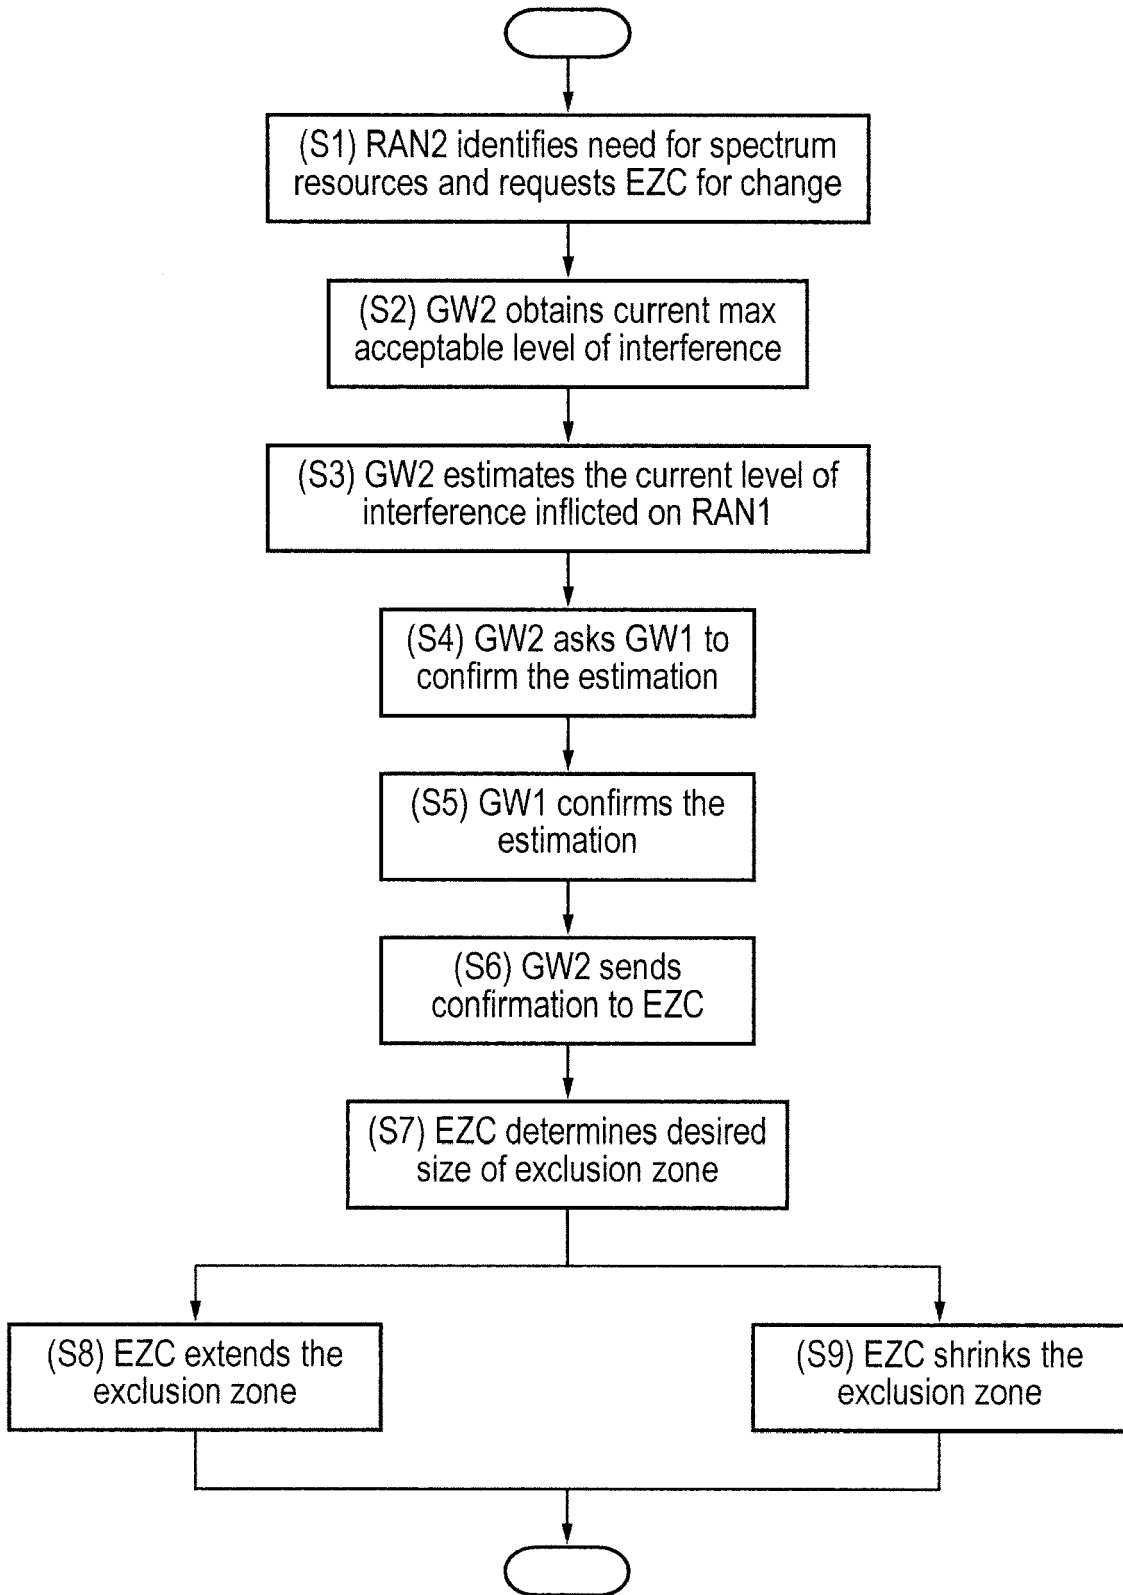 (S1) RAN2 identifies need for spectrum
resources and requests EZC for change
(S2) GW2 obtains current max
acceptable level of interference
(S3) GW2 estimates the current level of
interference inflicted on RAN1
(S4) GW2 asks GW1 to
confirm the estimation
(S5) GW1 confirms the
estimation
(S6) GW2 sends
confirmation to EZC
(S7) EZC determines desired
size of exclusion zone
(S8) EZC extends the
exclusion zone
(S9) EZC shrinks the
exclusion zone